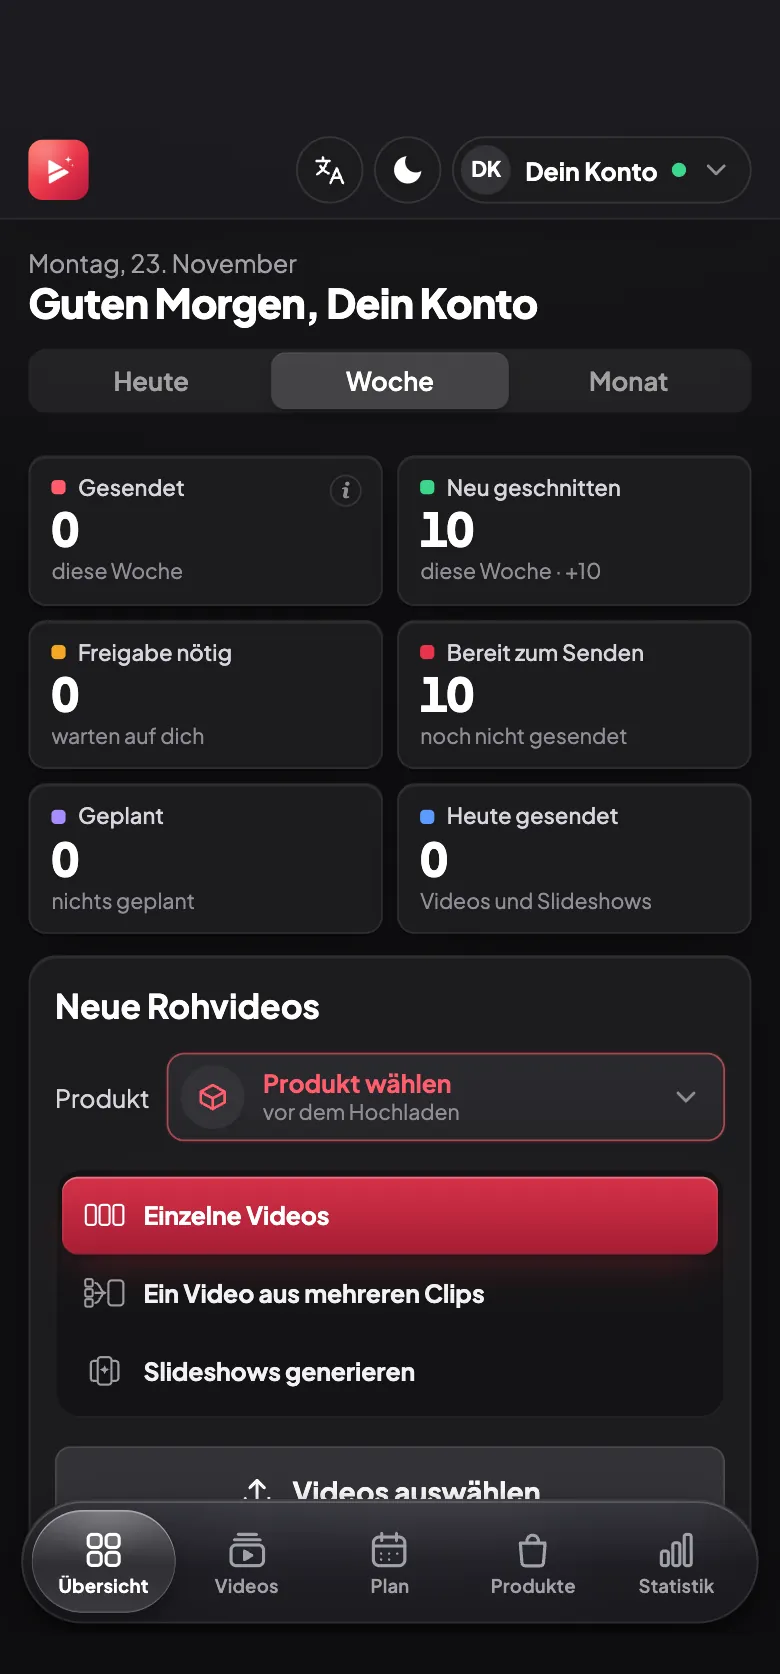 DK Dein Konto
Montag, 23. November
Guten Morgen, Dein Konto
Heute Woche Monat
Gesendet
0
diese Woche
Neu geschnitten
10
diese Woche · +10
Freigabe nötig
0
warten auf dich
Bereit zum Senden
10
noch nicht gesendet
Geplant
0
nichts geplant
Heute gesendet
0
Videos und Slideshows
Neue Rohvideos
Produkt
Produkt wählen
vor dem Hochladen
Einzelne Videos
Ein Video aus mehreren Clips
Slideshows generieren
Videos auswählen
Übersicht Videos Plan Produkte Statistik